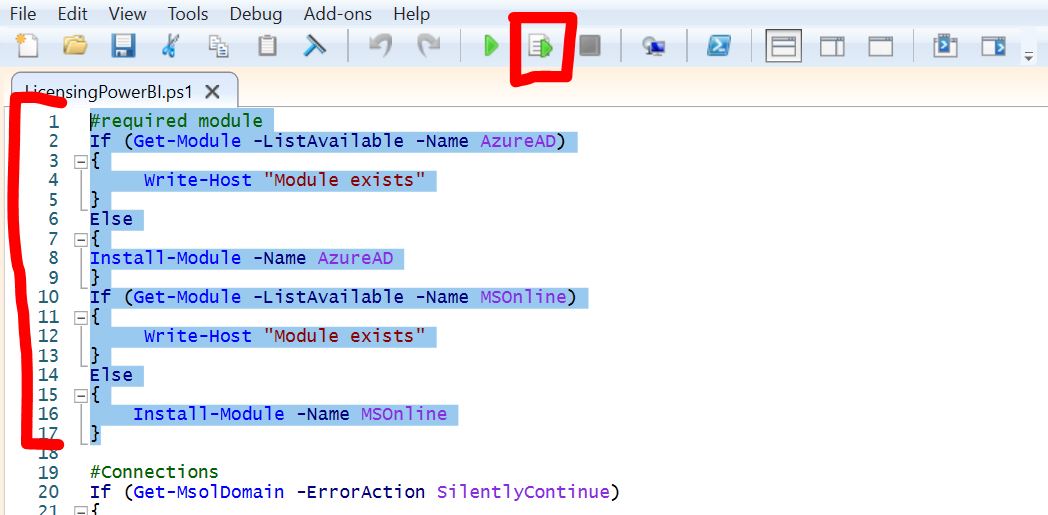 File Edit View Tools Debug Add-ons Help
LicensingPowerBI.ps1
1 #required module
2 If (Get-Module -ListAvailable -Name AzureAD)
3 {
4 Write-Host "Module exists"
5 }
6 Else
7 {
8 Install-Module -Name AzureAD
9 }
10 If (Get-Module -ListAvailable -Name MSOnline)
11 {
12 Write-Host "Module exists"
13 }
14 Else
15 {
16 Install-Module -Name MSOnline
17 }
18
19 #Connections
20 If (Get-MsolDomain -ErrorAction SilentlyContinue)
21 {